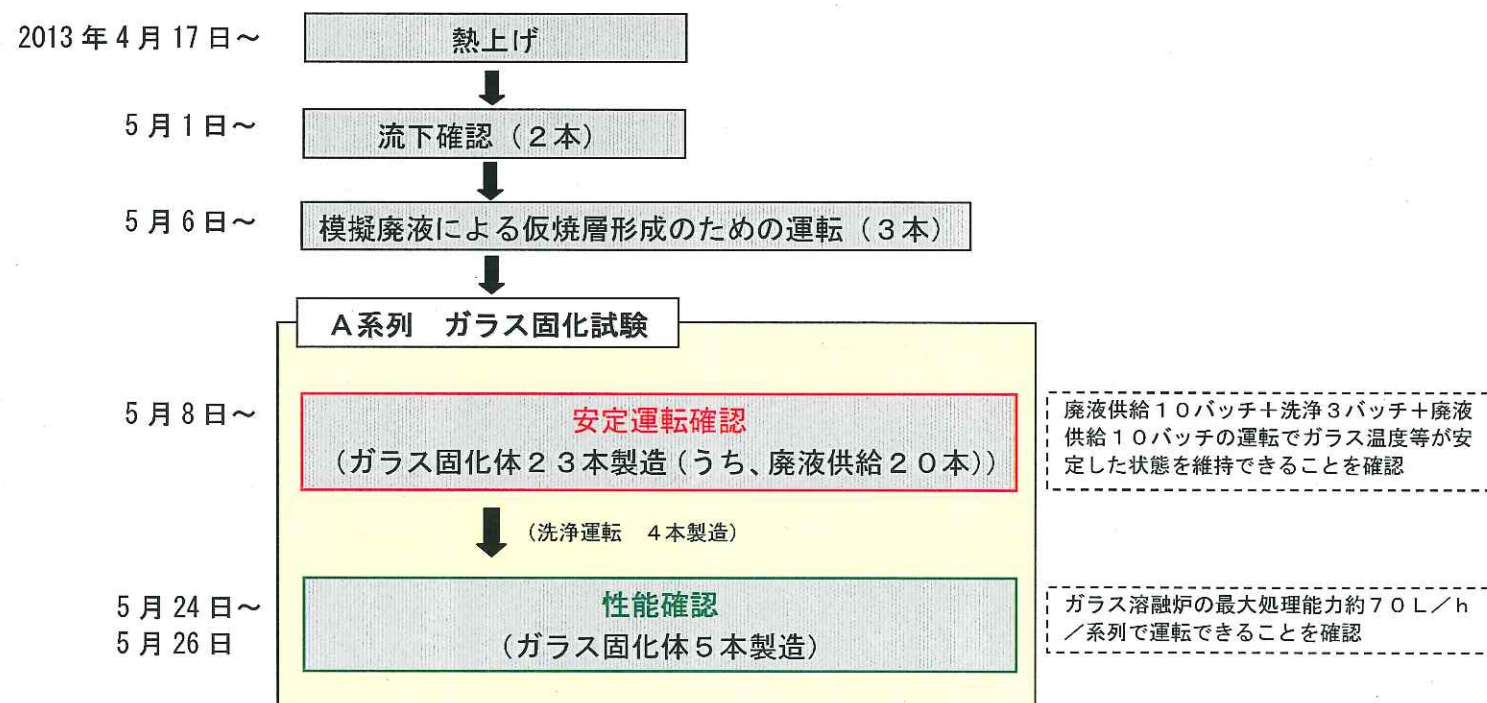 2013年4月17日～
熱上げ
5月1日～
流下確認（2本）
5月6日～
模擬廃液による仮焼層形成のための運転（3本）
A系列　ガラス固化試験
5月8日～
安定運転確認
（ガラス固化体２３本製造（うち、廃液供給２０本））
廃液供給１０バッチ＋洗浄３バッチ＋廃液
供給１０バッチの運転でガラス温度等が安
定した状態を維持できることを確認
（洗浄運転　４本製造）
5月24日～
5月26日
性能確認
（ガラス固化体５本製造）
ガラス溶融炉の最大処理能力約７０Ｌ／ｈ
／系列で運転できることを確認